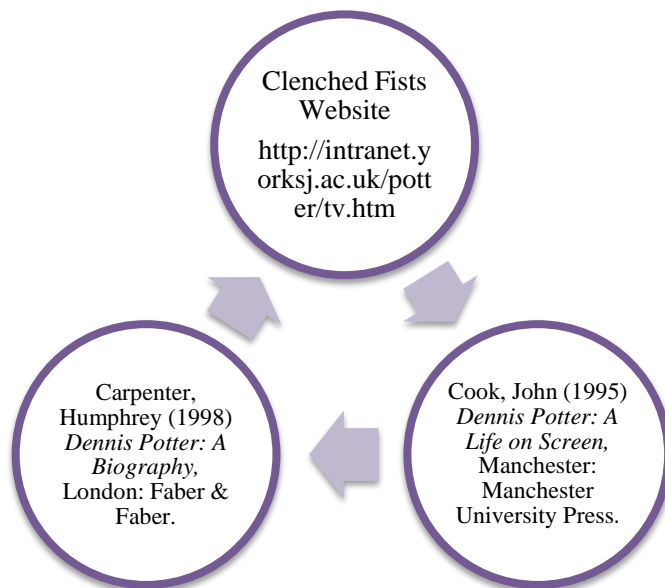 Clenched Fists
Website
http://intranet.y
orksj.ac.uk/pott
er/tv.htm
Carpenter,
Humphrey (1998)
Dennis Potter: A
Biography,
London: Faber &
Faber.
Cook, John (1995)
Dennis Potter: A
Life on Screen,
Manchester:
Manchester
University Press.